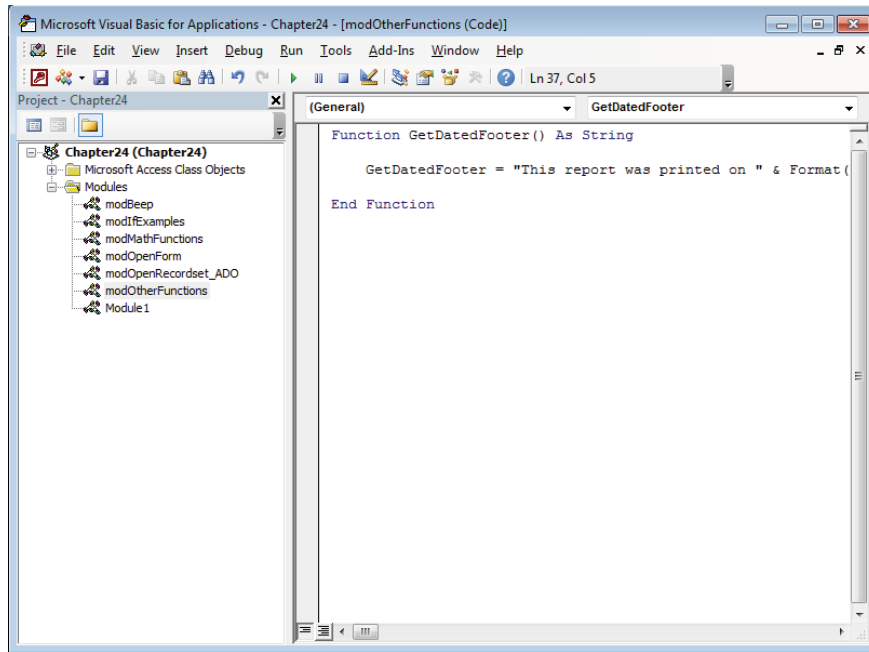 Microsoft Visual Basic for Applications - Chapter24 - [modOtherFunctions (Code)]
File Edit View Insert Debug Run Tools Add-Ins Window Help
Ln 37, Col 5
Project - Chapter24
(General) GetDatedFooter
Chapter24 (Chapter24)
Microsoft Access Class Objects
Modules
modBeep
modIfExamples
modMathFunctions
modOpenForm
modOpenRecordset_ADO
modOtherFunctions
Module1
Function GetDatedFooter() As String
GetDatedFooter = "This report was printed on " & Format(
End Function